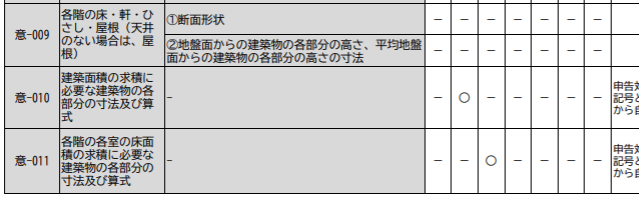 意-009
各階の床・軒・ひ
さし・屋根（天井
のない場合は、屋
根）
①断面形状
－ － － － － － －
②地盤面からの建築物の各部分の高さ、平均地盤
面からの建築物の各部分の高さの寸法
－ － － － － － －
意-010
建築面積の求積に
必要な建築物の各
部分の寸法及び算
式
－
－ ○ － － － － －
申告対
記号と
から自
意-011
各階の各室の床面
積の求積に必要な
建築物の各部分の
寸法及び算式
－
－ － ○ － － － －
申告対
記号と
から自